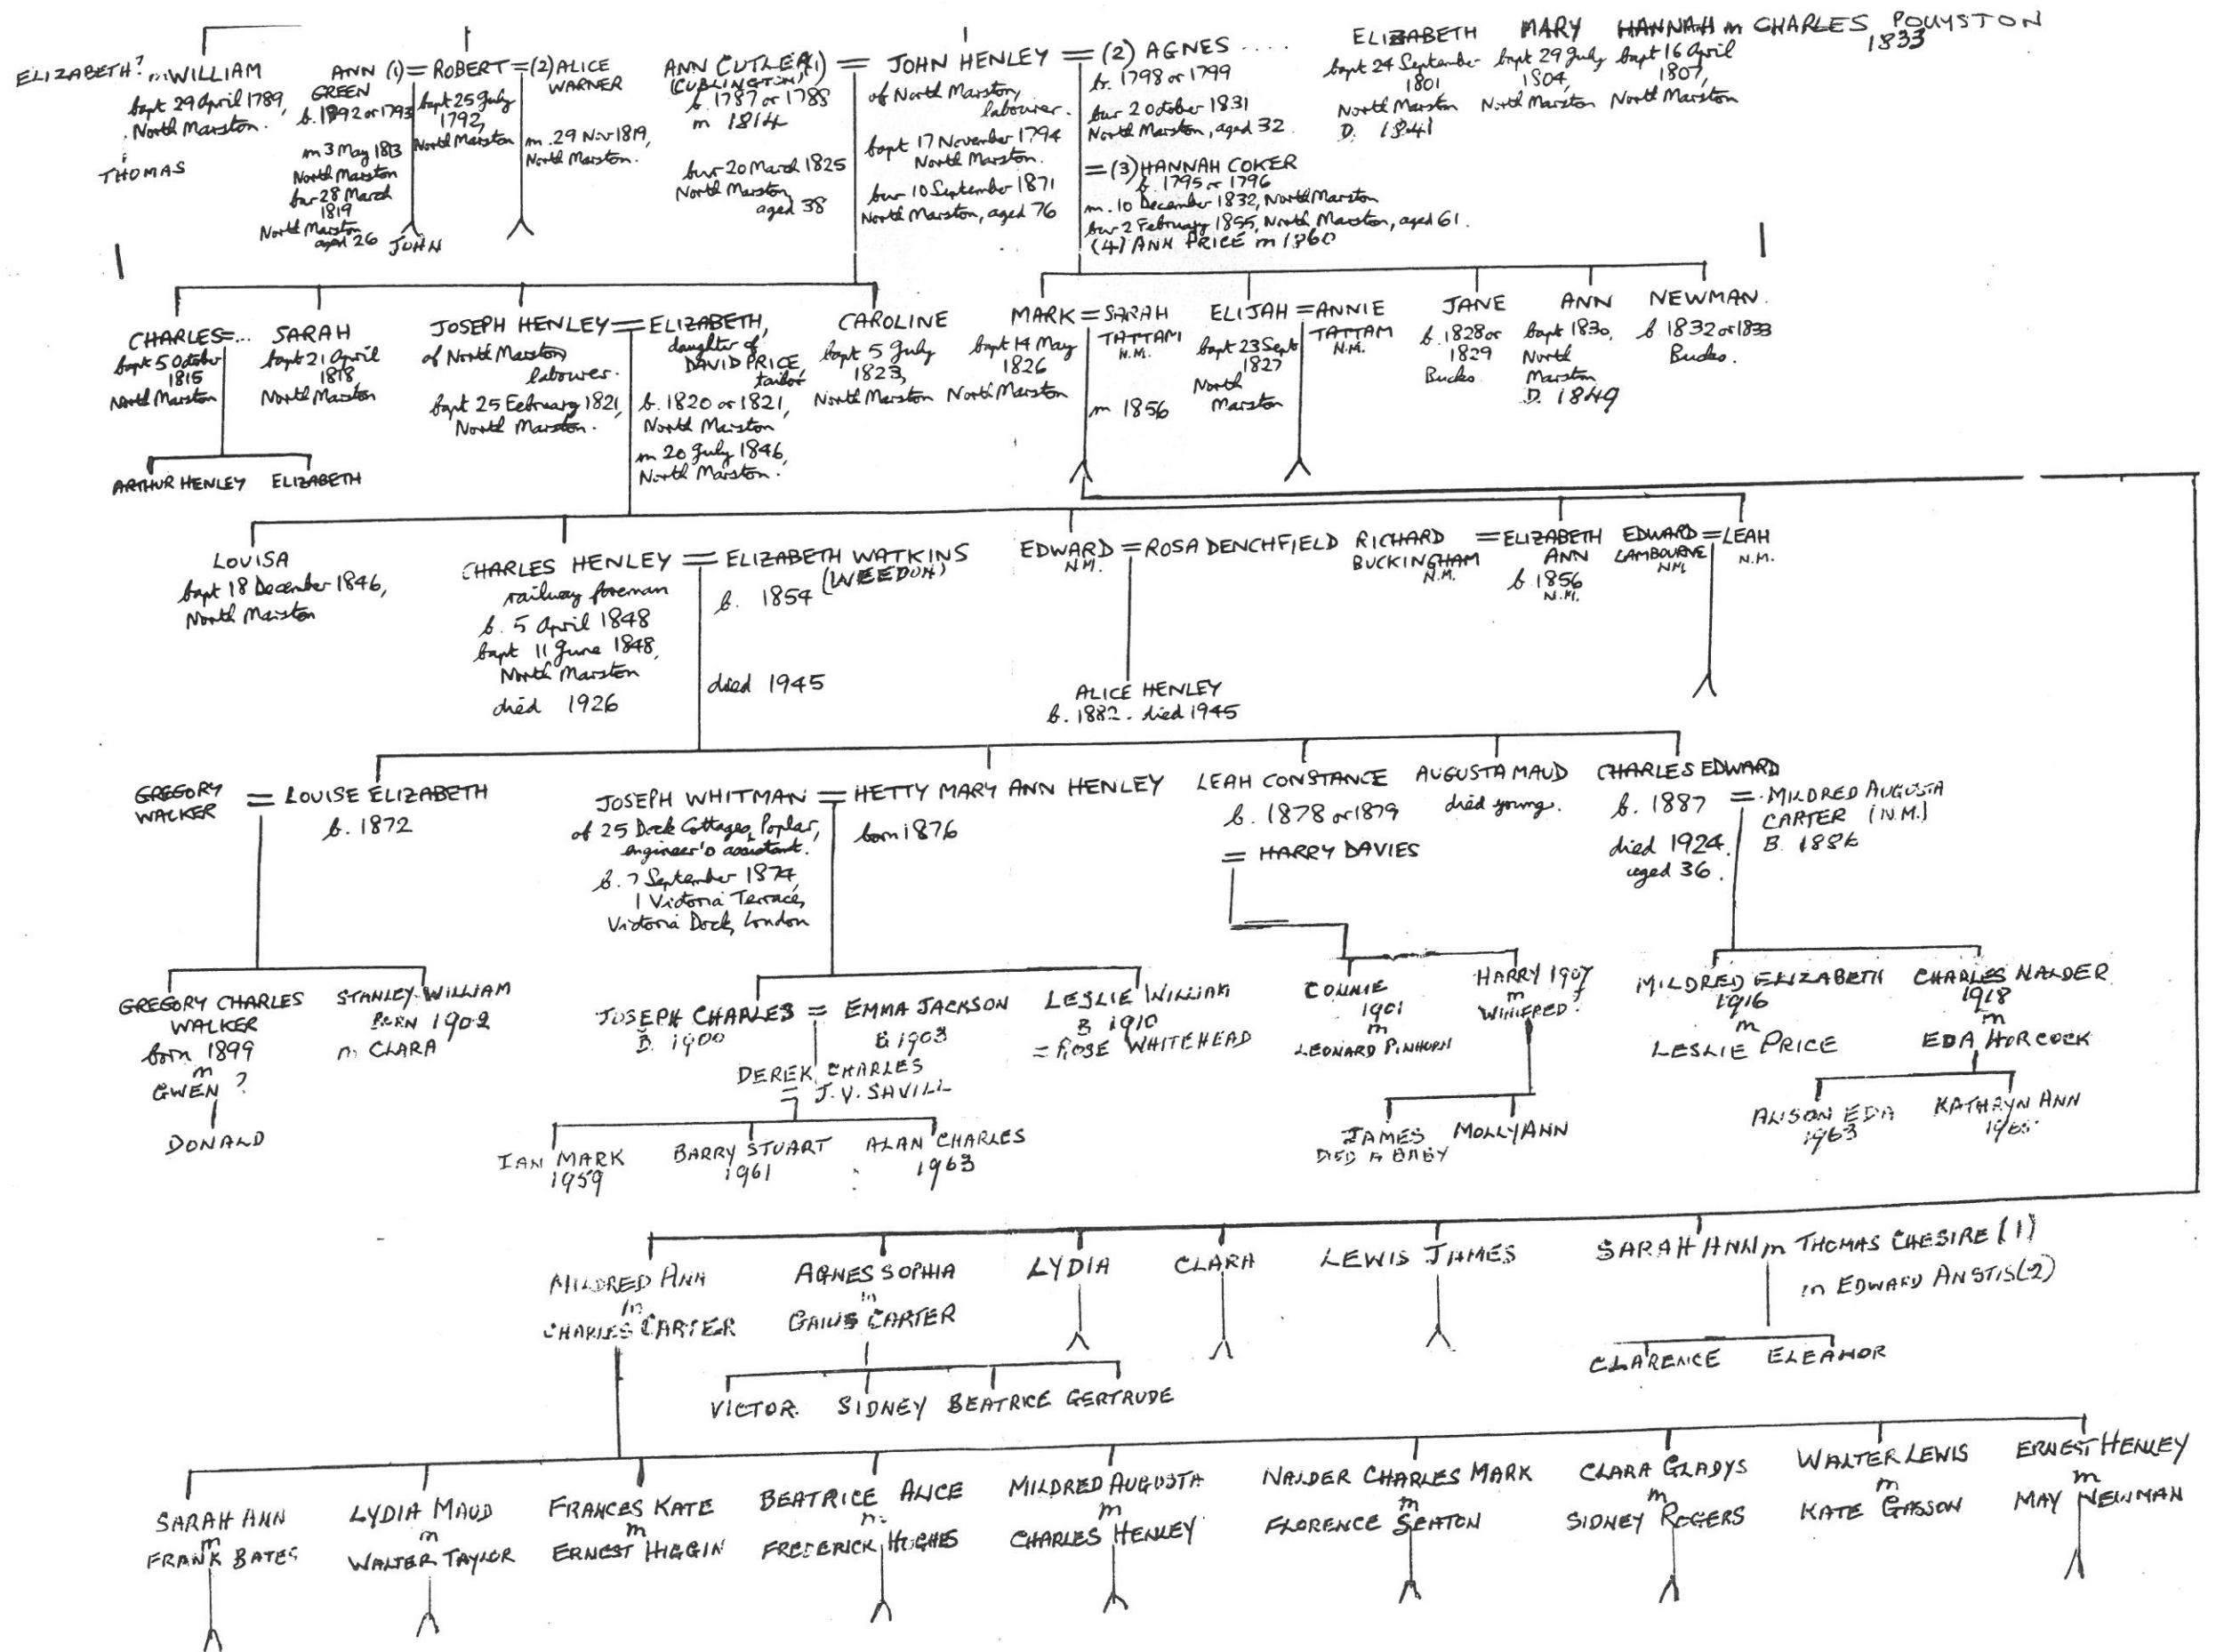 ELIZABETH? m WILLIAM
bapt 29 April 1789,
North Marston.
THOMAS
ANN (1) = ROBERT = (2) ALICE
GREEN
WARNER
b. 1892 or 1793
m 3 May 1813
North Marston
bur 28 March
1819
North Marston
aged 26
bapt 25 July
1792,
North Marston
m. 29 Nov 1819,
North Marston.
JOHN
ANN CUTLER (1) = JOHN HENLEY = (2) AGNES ....
(CUBLINGTON)
b. 1787 or 1788
m 1814
bur 20 March 1825
North Marston,
aged 38
of North Marston,
labourer.
bapt 17 November 1794
North Marston.
bur 10 September 1871
North Marston, aged 76
b. 1798 or 1799
bur 2 October 1831
North Marston, aged 32
= (3) HANNAH COKER
b. 1795 or 1796
m. 10 December 1832, North Marston
bur 2 February 1855, North Marston, aged 61.
(4) ANN PRICE m 1860
ELIZABETH MARY HANNAH m CHARLES POUYSTON
1833
bapt 24 September
1801
North Marston
D. 1841
bapt 29 July
1804,
North Marston
bapt 16 April
1807,
North Marston
CHARLES = ...
bapt 5 October
1815
North Marston
SARAH
bapt 21 April
1818
North Marston
JOSEPH HENLEY = ELIZABETH,
of North Marston,
labourer.
bapt 25 February 1821,
North Marston.
daughter of
DAVID PRICE,
tailor
b. 1820 or 1821,
North Marston
m 20 July 1846,
North Marston.
CAROLINE
bapt 5 July
1823,
North Marston
MARK = SARAH
TATTAM
N.M.
bapt 14 May
1826
North Marston
m 1856
ELIJAH = ANNIE
TATTAM
N.M.
bapt 23 Sept
1827
North
Marston
JANE
b. 1828 or
1829
Bucks
ANN
bapt 1830,
North
Marston
D. 1849
NEWMAN.
b. 1832 or 1833
Bucks.
ARTHUR HENLEY ELIZABETH
LOUISA
bapt 18 December 1846,
North Marston
CHARLES HENLEY = ELIZABETH WATKINS
(WEEDON)
railway foreman
b. 5 April 1848
bapt 11 June 1848,
North Marston
died 1926
b. 1854
died 1945
EDWARD = ROSA DENCHFIELD
N.M.
ALICE HENLEY
b. 1882. died 1945
RICHARD = ELIZABETH
BUCKINGHAM ANN
N.M.
b. 1856
N.M.
EDWARD = LEAH
LAMBOURNE
N.M.
N.M.
GREGORY
WALKER
= LOUISE ELIZABETH
b. 1872
JOSEPH WHITMAN = HETTY MARY ANN HENLEY
of 25 Dock Cottages, Poplar,
engineer's assistant.
b. 7 September 1874,
1 Victoria Terrace,
Victoria Dock, London
born 1876
LEAH CONSTANCE
b. 1878 or 1879
= HARRY DAVIES
AUGUSTA MAUD
died young.
CHARLES EDWARD
b. 1887
died 1924.
aged 36.
= MILDRED AUGUSTA
CARTER (N.M.)
B. 1886
GREGORY CHARLES
WALKER
born 1899
m
GWEN ?
DONALD
STANLEY WILLIAM
BORN 1902
m CLARA
JOSEPH CHARLES = EMMA JACKSON
B. 1900
B 1903
LESLIE WILLIAM
B 1910
= ROSE WHITEHEAD
DEREK CHARLES
= J.V. SAVILL
IAN MARK
1959
BARRY STUART
1961
ALAN CHARLES
1963
CONNIE
1901
m
LEONARD PINHORN
HARRY 1907
m
WINIFRED?
JAMES
DIED A BABY
MOLLY ANN
MILDRED ELIZABETH
1916
m
LESLIE PRICE
CHARLES NALDER
1918
m
EDA HORCOCK
ALISON EDA
1963
KATHRYN ANN
MILDRED ANN
m
CHARLES CARTER
AGNES SOPHIA
m
GAIUS CARTER
LYDIA
CLARA
LEWIS JAMES
SARAH ANN m THOMAS CHESIRE (1)
m EDWARD ANSTIS (2)
CLARENCE ELEANOR
VICTOR. SIDNEY BEATRICE GERTRUDE
SARAH ANN
m
FRANK BATES
LYDIA MAUD
m
WALTER TAYLOR
FRANCES KATE
m
ERNEST HIGGIN
BEATRICE ALICE
m
FREDERICK HUGHES
MILDRED AUGUSTA
m
CHARLES HENLEY
NALDER CHARLES MARK
m
FLORENCE SEATON
CLARA GLADYS
m
SIDNEY ROGERS
WALTER LEWIS
m
KATE GASSON
ERNEST HENLEY
m
MAY NEWMAN